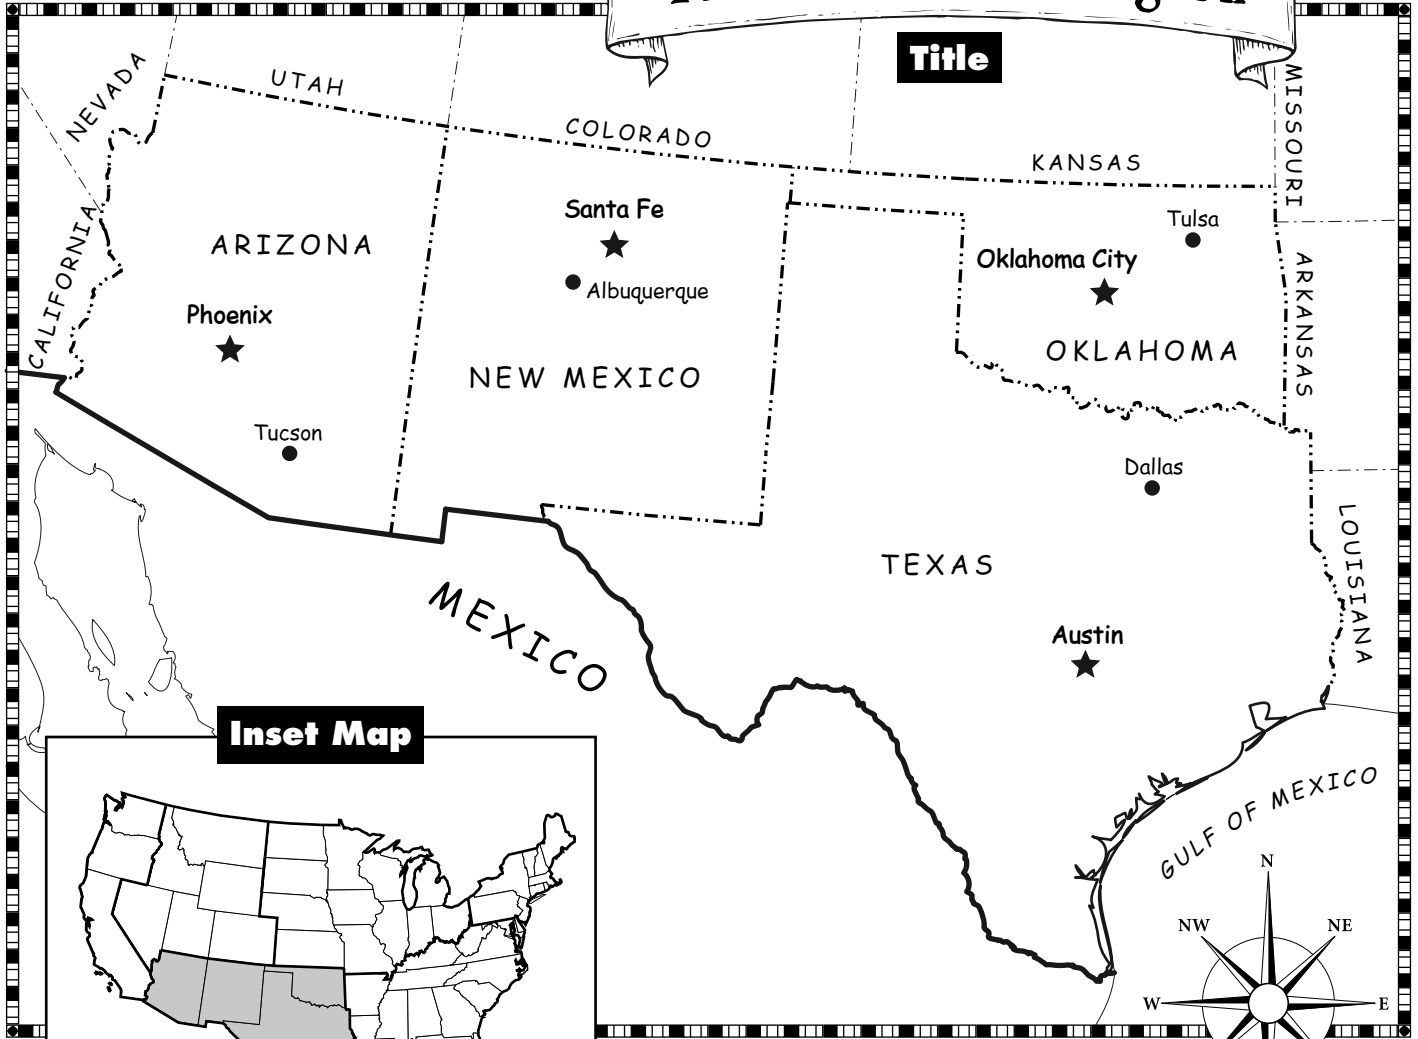 Title
NEVADA
UTAH
COLORADO
KANSAS
MISSOURI
CALIFORNIA
ARIZONA
Santa Fe
Albuquerque
Tulsa
Oklahoma City
OKLAHOMA
ARKANSAS
Phoenix
NEW MEXICO
Tucson
Dallas
TEXAS
LOUISIANA
MEXICO
Austin
Inset Map
GULF OF MEXICO
N
NW
NE
W
E